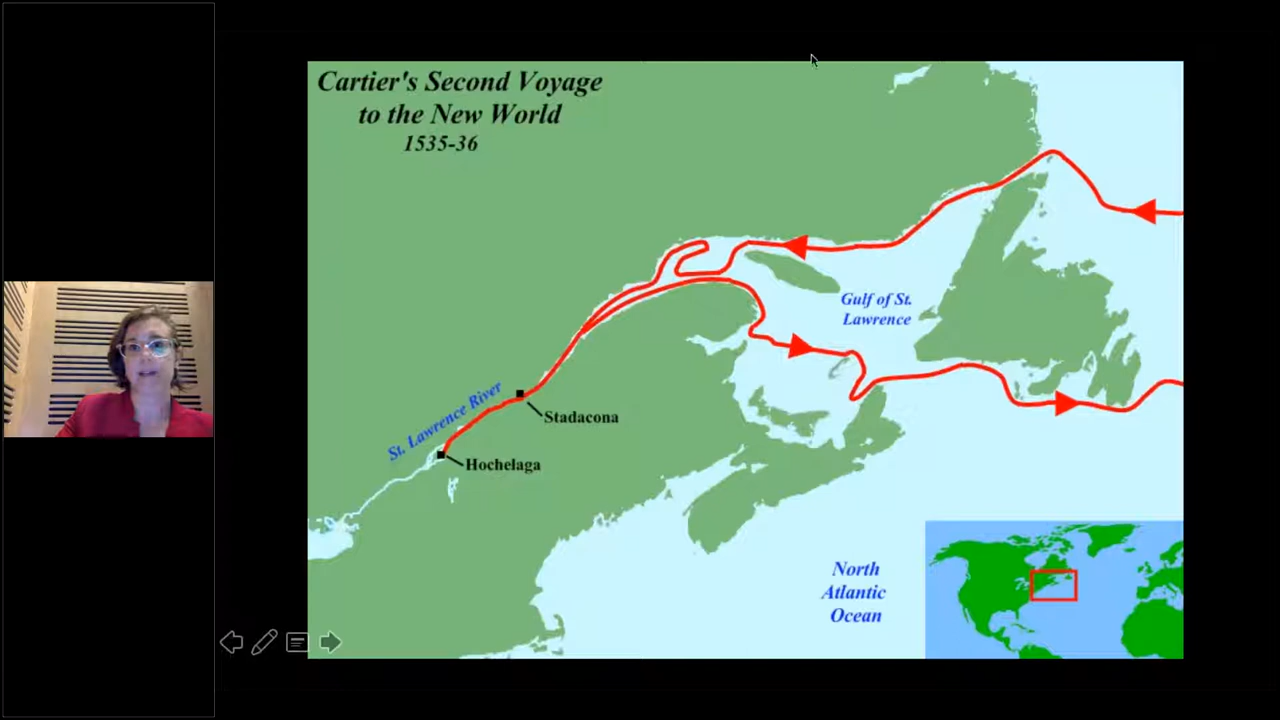 Cartier's Second Voyage
to the New World
1535-36
Gulf of St.
Lawrence
St. Lawrence River
Stadacona
Hochelaga
North
Atlantic
Ocean